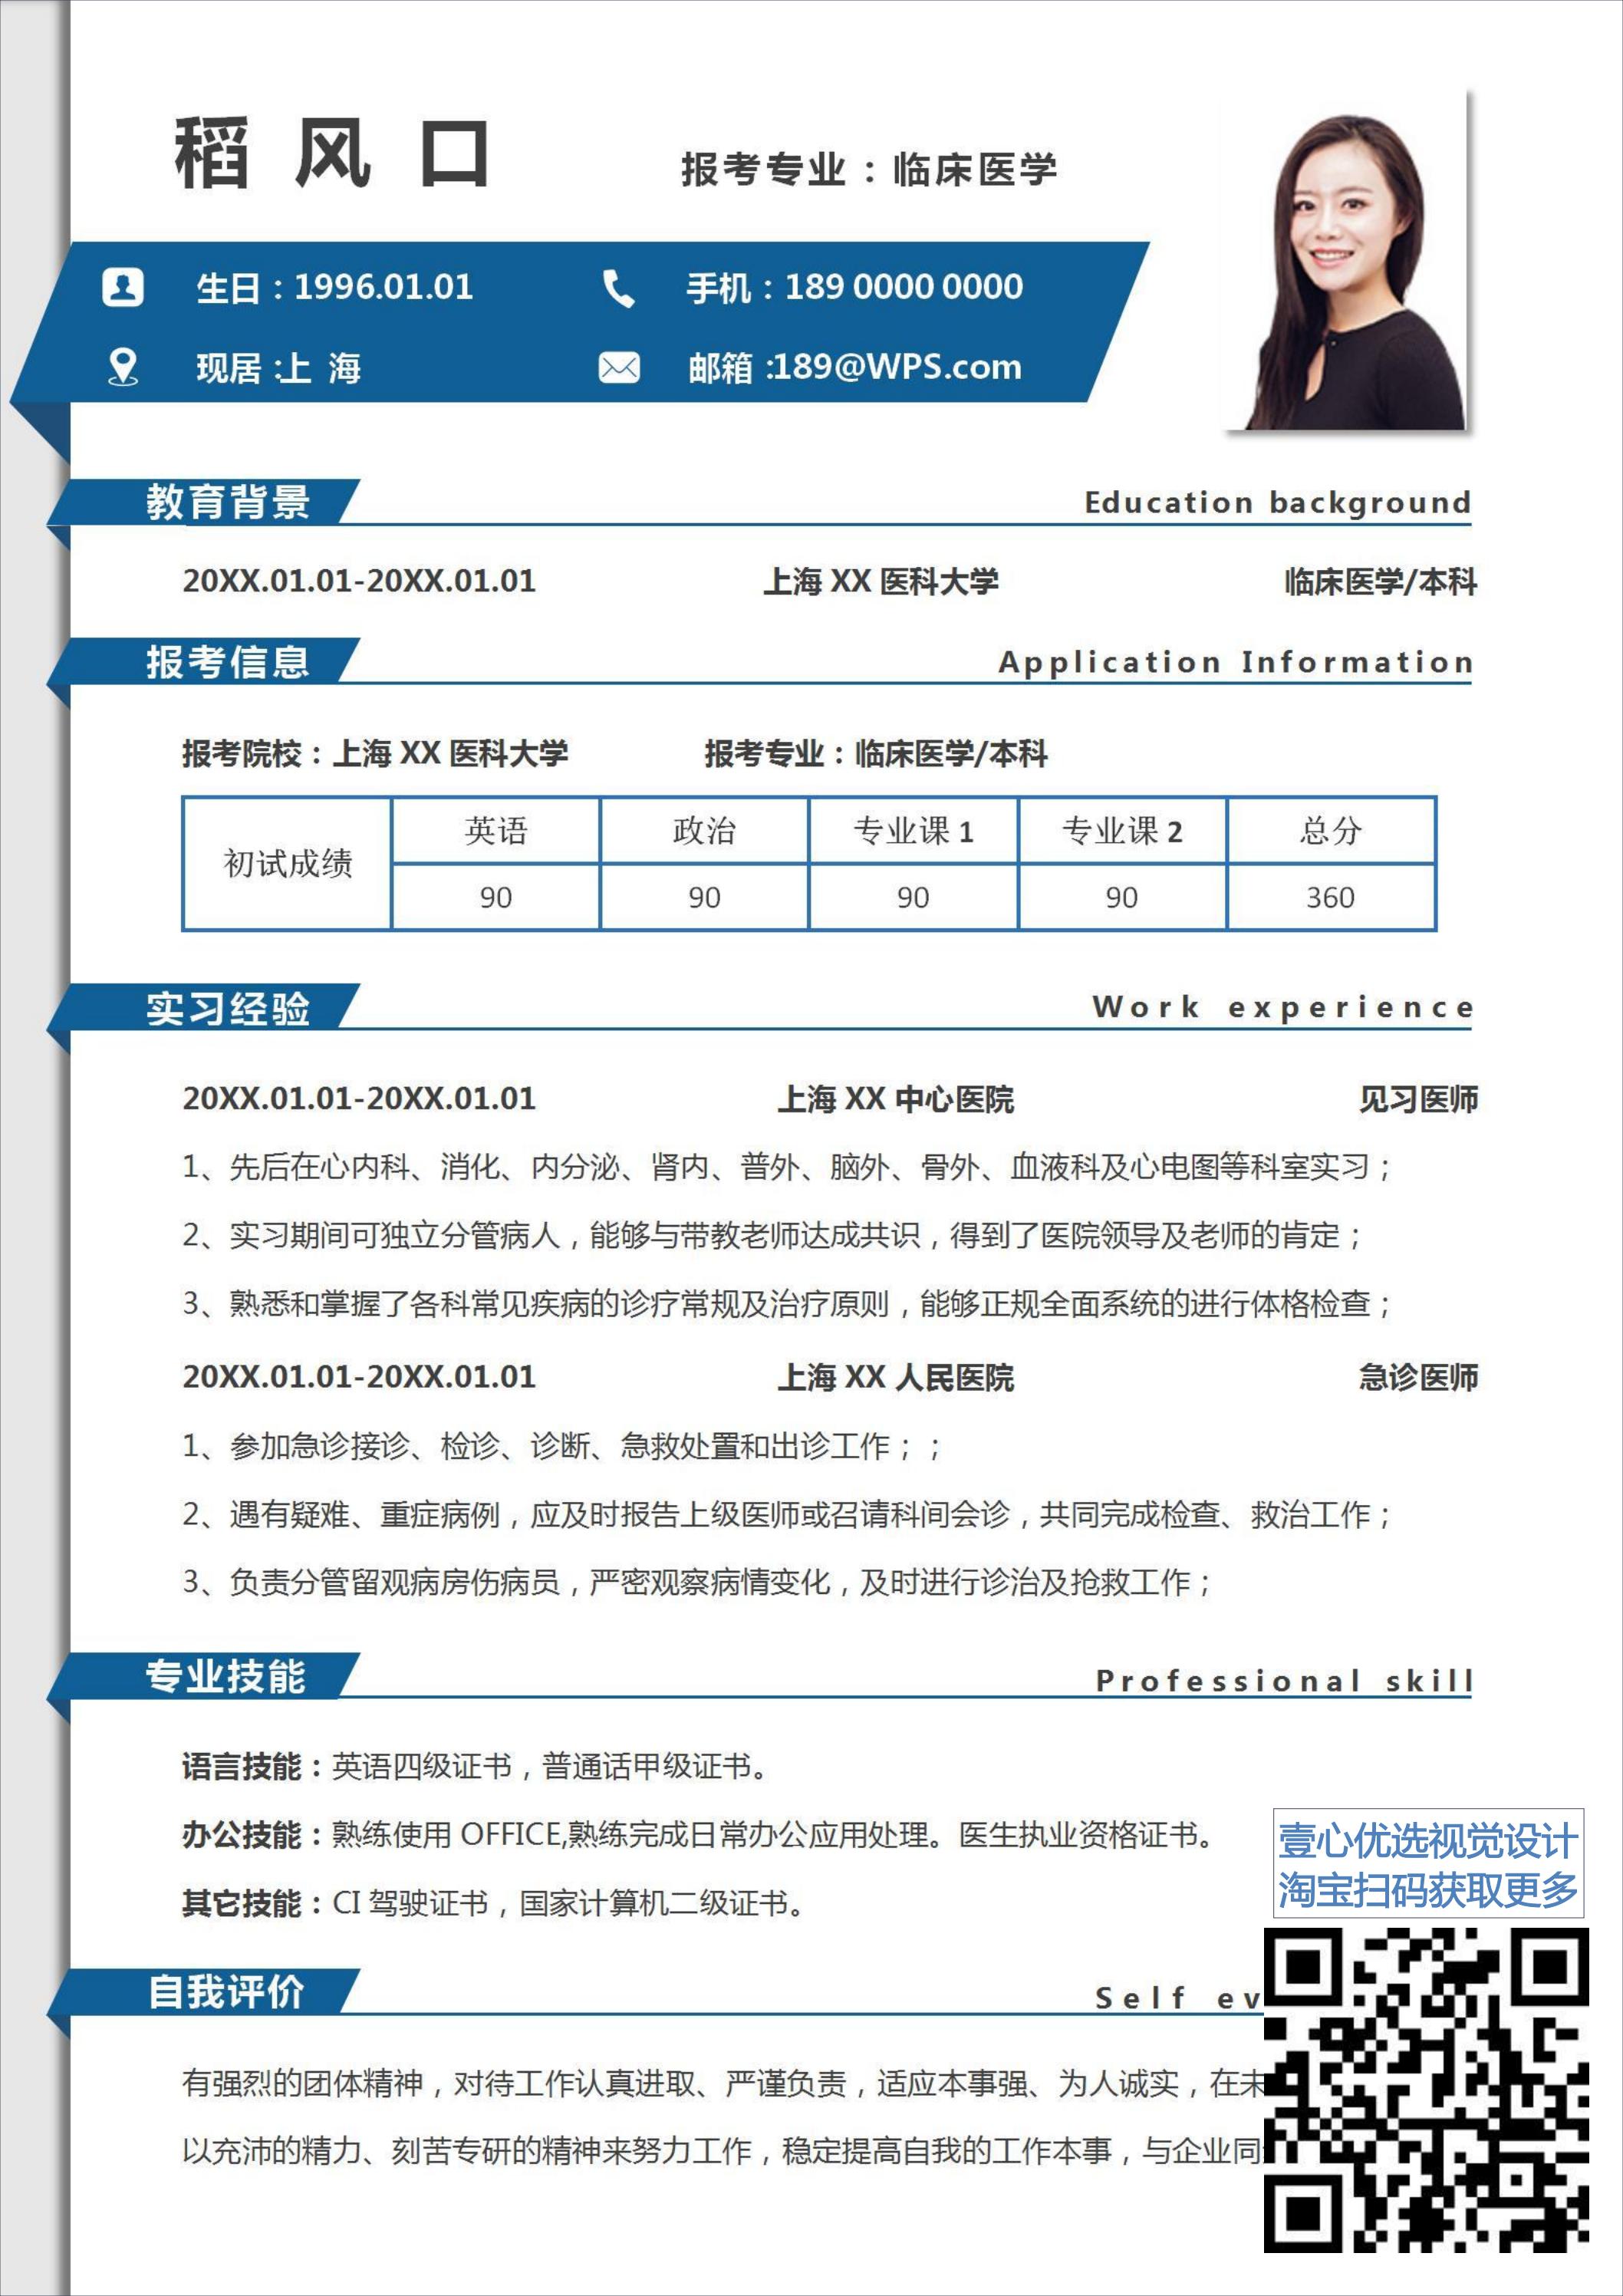 稻风口
报考专业：临床医学
生日：1996.01.01 手机：189 0000 0000
现居:上 海 邮箱:189@WPS.com
教育背景 Education background
20XX.01.01-20XX.01.01 上海 XX 医科大学 临床医学/本科
报考信息 Application Information
报考院校：上海 XX 医科大学 报考专业：临床医学/本科
初试成绩 英语 政治 专业课 1 专业课 2 总分
90 90 90 90 360
实习经验 Work experience
20XX.01.01-20XX.01.01 上海 XX 中心医院 见习医师
1、先后在心内科、消化、内分泌、肾内、普外、脑外、骨外、血液科及心电图等科室实习；
2、实习期间可独立分管病人，能够与带教老师达成共识，得到了医院领导及老师的肯定；
3、熟悉和掌握了各科常见疾病的诊疗常规及治疗原则，能够正规全面系统的进行体格检查；
20XX.01.01-20XX.01.01 上海 XX 人民医院 急诊医师
1、参加急诊接诊、检诊、诊断、急救处置和出诊工作；；
2、遇有疑难、重症病例，应及时报告上级医师或召请科间会诊，共同完成检查、救治工作；
3、负责分管留观病房伤病员，严密观察病情变化，及时进行诊治及抢救工作；
专业技能 Professional skill
语言技能：英语四级证书，普通话甲级证书。
办公技能：熟练使用 OFFICE,熟练完成日常办公应用处理。医生执业资格证书。
其它技能：CI 驾驶证书，国家计算机二级证书。
壹心优选视觉设计
淘宝扫码获取更多
自我评价 Self ev
有强烈的团体精神，对待工作认真进取、严谨负责，适应本事强、为人诚实，在未
以充沛的精力、刻苦专研的精神来努力工作，稳定提高自我的工作本事，与企业同